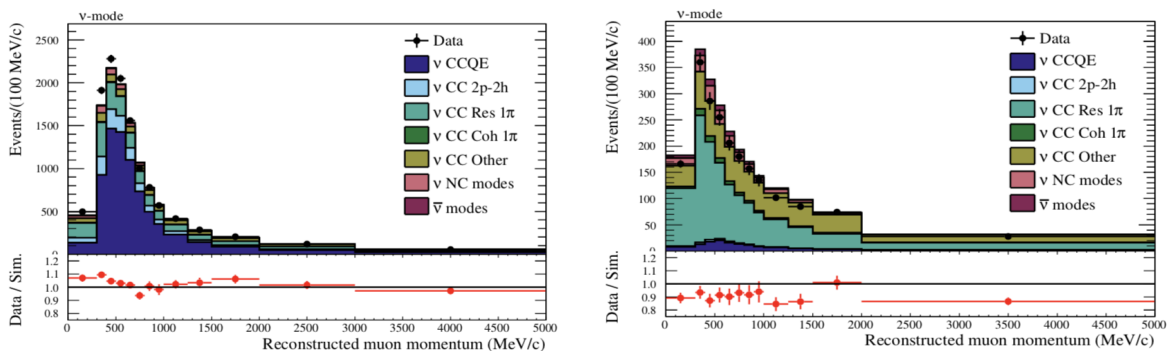 ν-mode
Events/(100 MeV/c)
2500
2000
1500
1000
500
Data
ν CCQE
ν CC 2p-2h
ν CC Res 1π
ν CC Coh 1π
ν CC Other
ν NC modes
ν̅ modes
Data / Sim.
1.2
1.1
1.0
0.9
0.8
0 500 1000 1500 2000 2500 3000 3500 4000 4500 5000
Reconstructed muon momentum (MeV/c)
ν-mode
Events/(100 MeV/c)
400
350
300
250
200
150
100
50
0
Data
ν CCQE
ν CC 2p-2h
ν CC Res 1π
ν CC Coh 1π
ν CC Other
ν NC modes
ν̅ modes
Data / Sim.
1.2
1.1
1.0
0.9
0.8
0 500 1000 1500 2000 2500 3000 3500 4000 4500 5000
Reconstructed muon momentum (MeV/c)